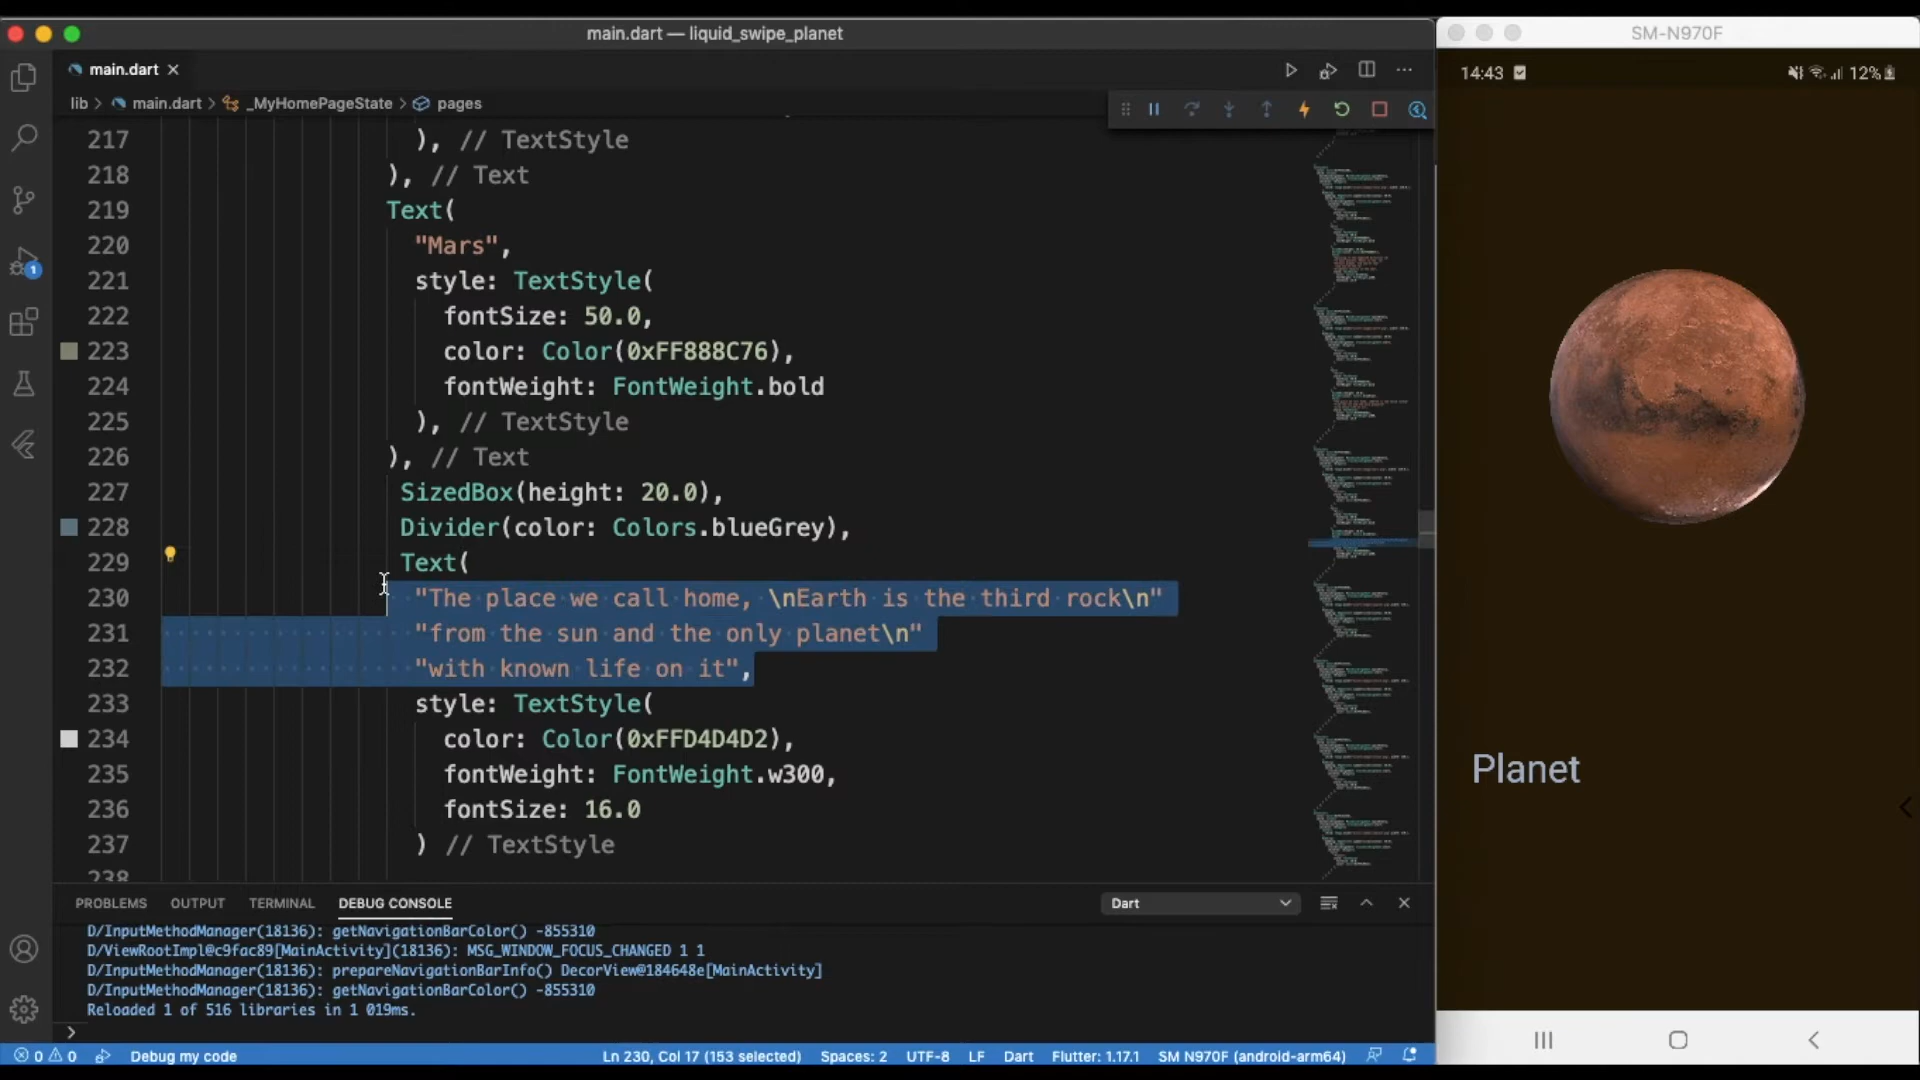 main.dart — liquid_swipe_planet
SM-N970F
main.dart
14:43
12%
lib > main.dart > _MyHomePageState > pages
217 ), // TextStyle
218 ), // Text
219 Text(
220 "Mars",
221 style: TextStyle(
222 fontSize: 50.0,
223 color: Color(0xFF888C76),
224 fontWeight: FontWeight.bold
225 ), // TextStyle
226 ), // Text
227 SizedBox(height: 20.0),
228 Divider(color: Colors.blueGrey),
229 Text(
230 "The place we call home, \nEarth is the third rock\n"
231 "from the sun and the only planet\n"
232 "with known life on it",
233 style: TextStyle(
234 color: Color(0xFFD4D4D2),
235 fontWeight: FontWeight.w300,
236 fontSize: 16.0
237 ) // TextStyle
238
1
Planet
PROBLEMS OUTPUT TERMINAL DEBUG CONSOLE Dart
D/InputMethodManager(18136): getNavigationBarColor() -855310
D/ViewRootImpl@c9fac89[MainActivity](18136): MSG_WINDOW_FOCUS_CHANGED 1 1
D/InputMethodManager(18136): prepareNavigationBarInfo() DecorView@184648e[MainActivity]
D/InputMethodManager(18136): getNavigationBarColor() -855310
Reloaded 1 of 516 libraries in 1 019ms.
>
0 0 Debug my code Ln 230, Col 17 (153 selected) Spaces: 2 UTF-8 LF Dart Flutter: 1.17.1 SM N970F (android-arm64)